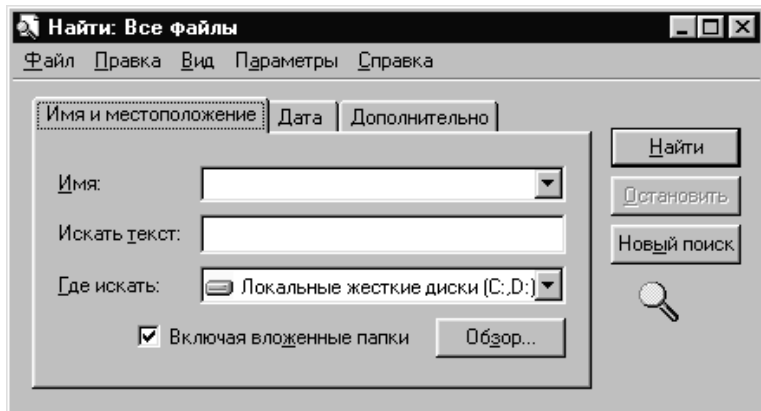 Найти: Все файлы
Файл Правка Вид Параметры Справка
Имя и местоположение Дата Дополнительно
Имя:
Искать текст:
Где искать: Локальные жесткие диски (C:,D:)
Включая вложенные папки Обзор...
Найти
Остановить
Новый поиск